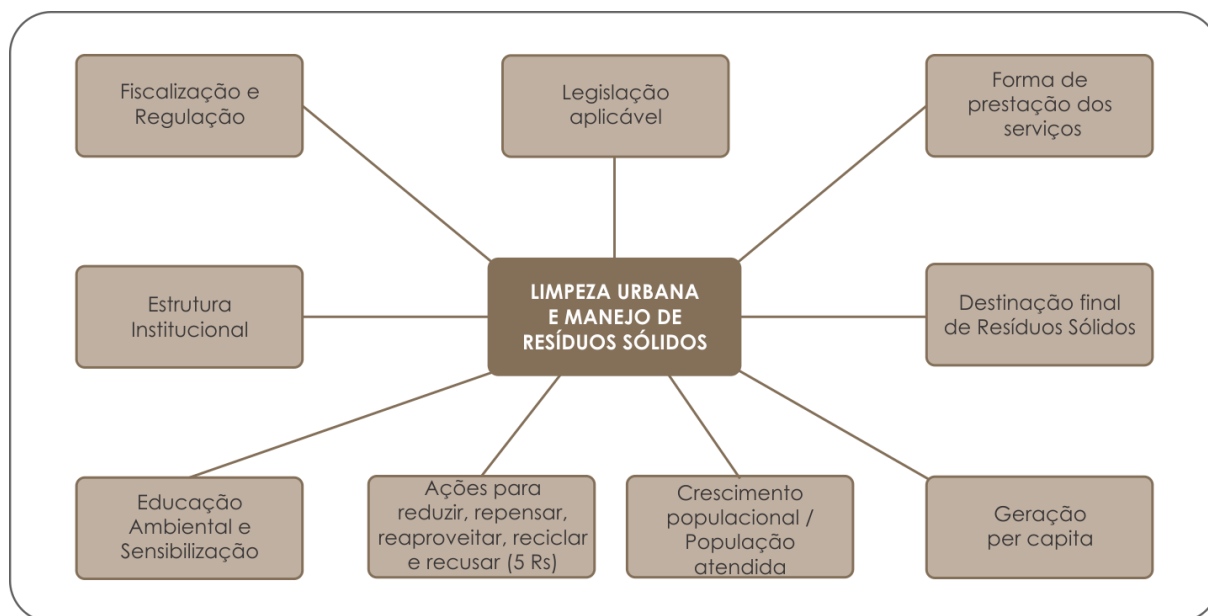 Fiscalização e
Regulação
Legislação
aplicável
Forma de
prestação dos
serviços
Estrutura
Institucional
LIMPEZA URBANA
E MANEJO DE
RESÍDUOS SÓLIDOS
Destinação final
de Resíduos Sólidos
Educação
Ambiental e
Sensibilização
Ações para
reduzir, repensar,
reaproveitar, reciclar
e recusar (5 Rs)
Crescimento
populacional /
População
atendida
Geração
per capita